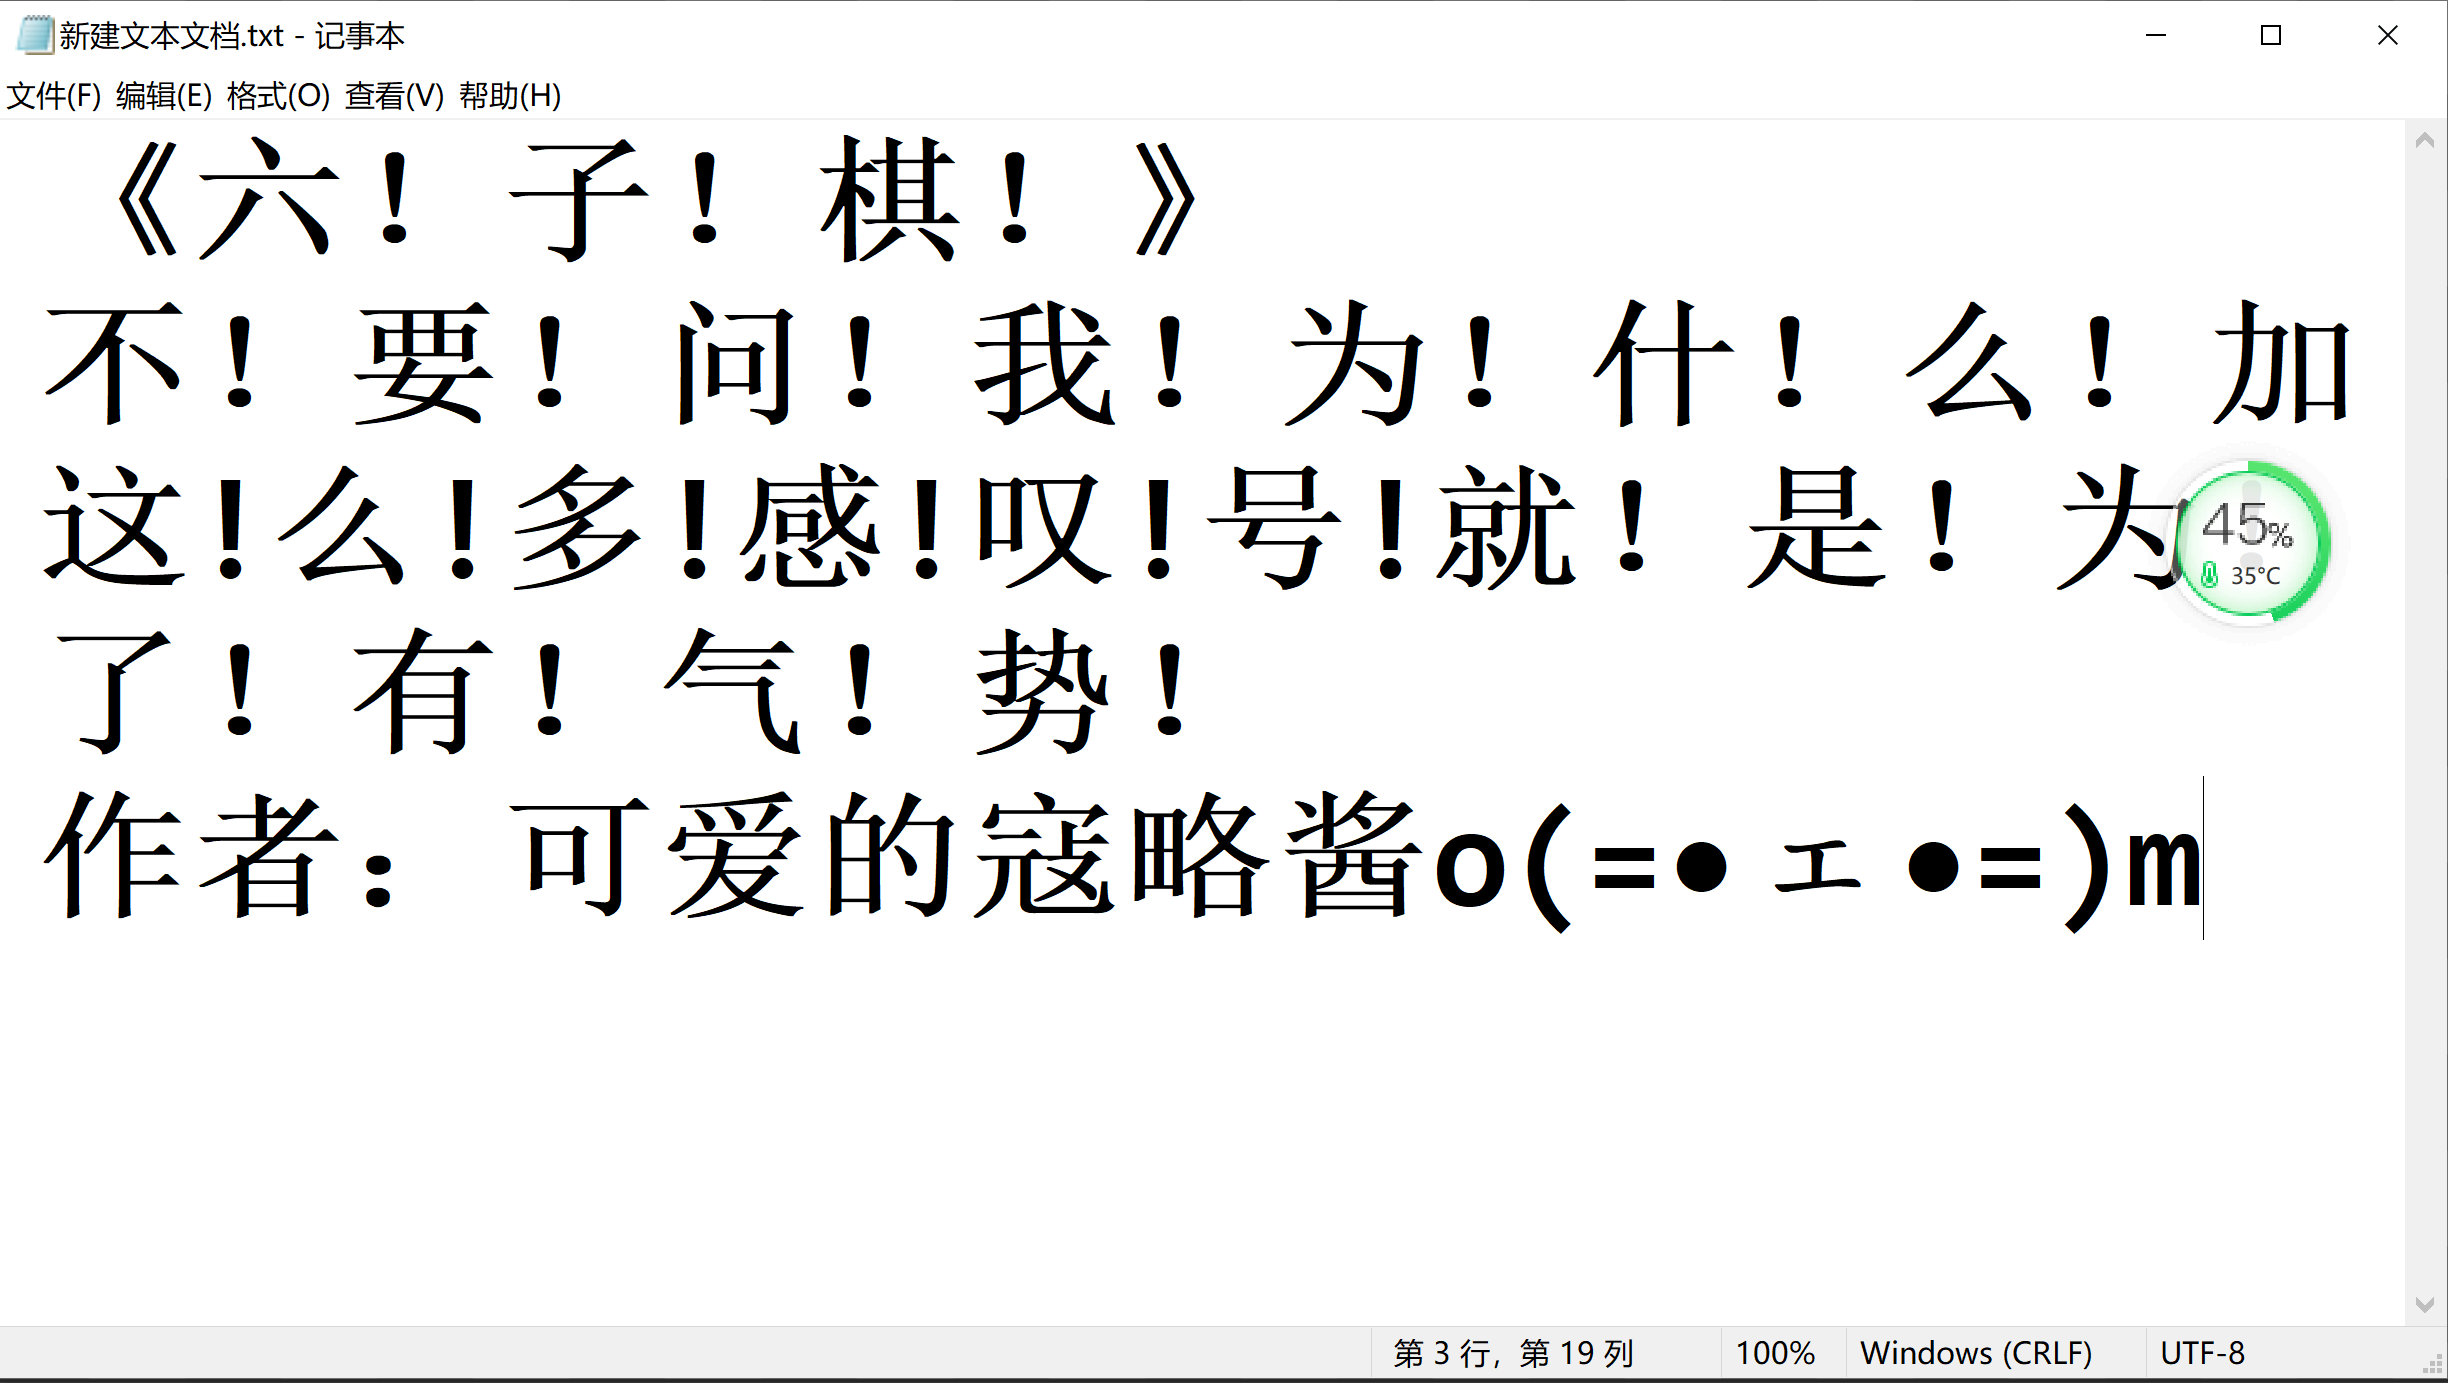 新建文本文档.txt - 记事本
文件(F) 编辑(E) 格式(O) 查看(V) 帮助(H)
《六！子！棋！》
不！要！问！我！为！什！么！加
这!么!多!感!叹!号!就！是！为！
了！有！气！势！
作者：可爱的寇略酱o(=●ェ●=)m
45%
35°C
第 3 行，第 19 列 100% Windows (CRLF) UTF-8